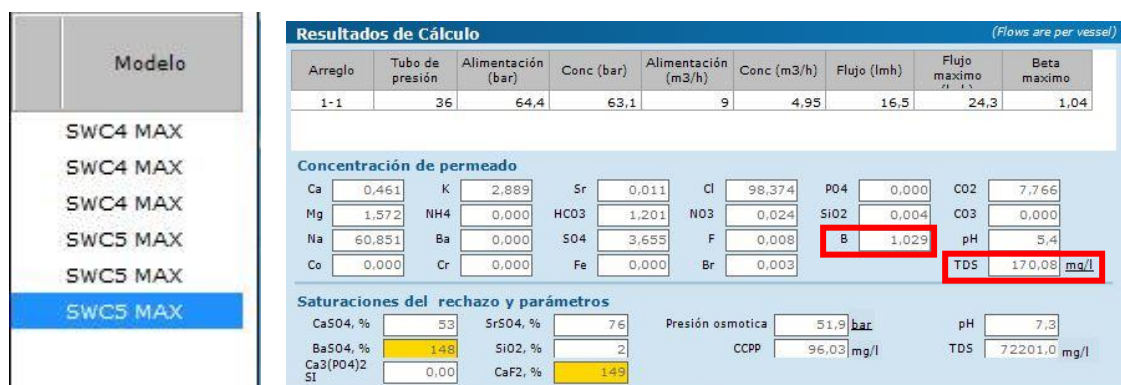 Modelo
SWC4 MAX
SWC4 MAX
SWC4 MAX
SWC5 MAX
SWC5 MAX
SWC5 MAX
Resultados de Cálculo (Flows are per vessel)
Arreglo Tubo de presión Alimentación (bar) Conc (bar) Alimentación (m3/h) Conc (m3/h) Flujo (lmh) Flujo maximo Beta maximo
1-1 36 64,4 63,1 9 4,95 16,5 24,3 1,04
Concentración de permeado
Ca 0,461 K 2,889 Sr 0,011 Cl 98,374 PO4 0,000 CO2 7,766
Mg 1,572 NH4 0,000 HCO3 1,201 NO3 0,024 SiO2 0,004 CO3 0,000
Na 60,851 Ba 0,000 SO4 3,655 F 0,008 B 1,029 pH 5,4
Co 0,000 Cr 0,000 Fe 0,000 Br 0,003 TDS 170,08 mg/l
Saturaciones del rechazo y parámetros
CaSO4, % 53 SrSO4, % 76 Presión osmotica 51,9 bar pH 7,3
BaSO4, % 148 SiO2, % 2 CCPP 96,03 mg/l TDS 72201,0 mg/l
Ca3(PO4)2 SI 0,00 CaF2, % 149